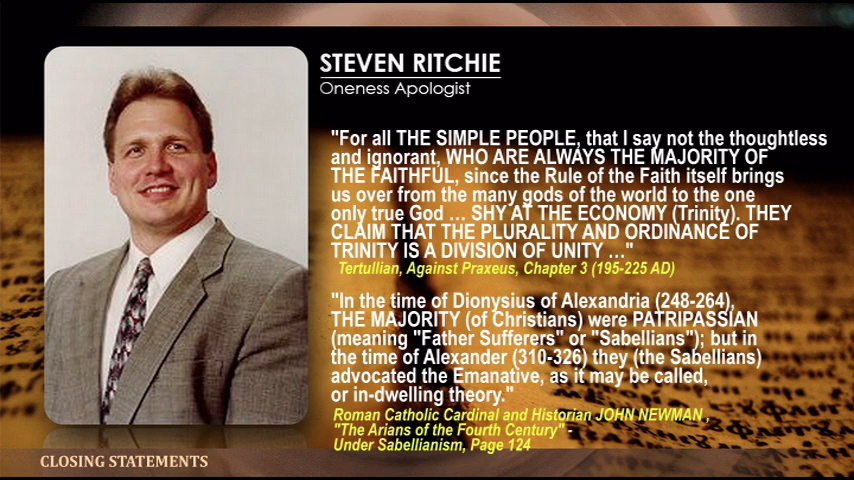 STEVEN RITCHIE
Oneness Apologist
"For all THE SIMPLE PEOPLE, that I say not the thoughtless
and ignorant, WHO ARE ALWAYS THE MAJORITY OF
THE FAITHFUL, since the Rule of the Faith itself brings
us over from the many gods of the world to the one
only true God ... SHY AT THE ECONOMY (Trinity). THEY
CLAIM THAT THE PLURALITY AND ORDINANCE OF
TRINITY IS A DIVISION OF UNITY ..."
Tertullian, Against Praxeus, Chapter 3 (195-225 AD)
"In the time of Dionysius of Alexandria (248-264),
THE MAJORITY (of Christians) were PATRIPASSIAN
(meaning "Father Sufferers" or "Sabellians"); but in
the time of Alexander (310-326) they (the Sabellians)
advocated the Emanative, as it may be called,
or in-dwelling theory."
Roman Catholic Cardinal and Historian JOHN NEWMAN ,
"The Arians of the Fourth Century" -
Under Sabellianism, Page 124
CLOSING STATEMENTS